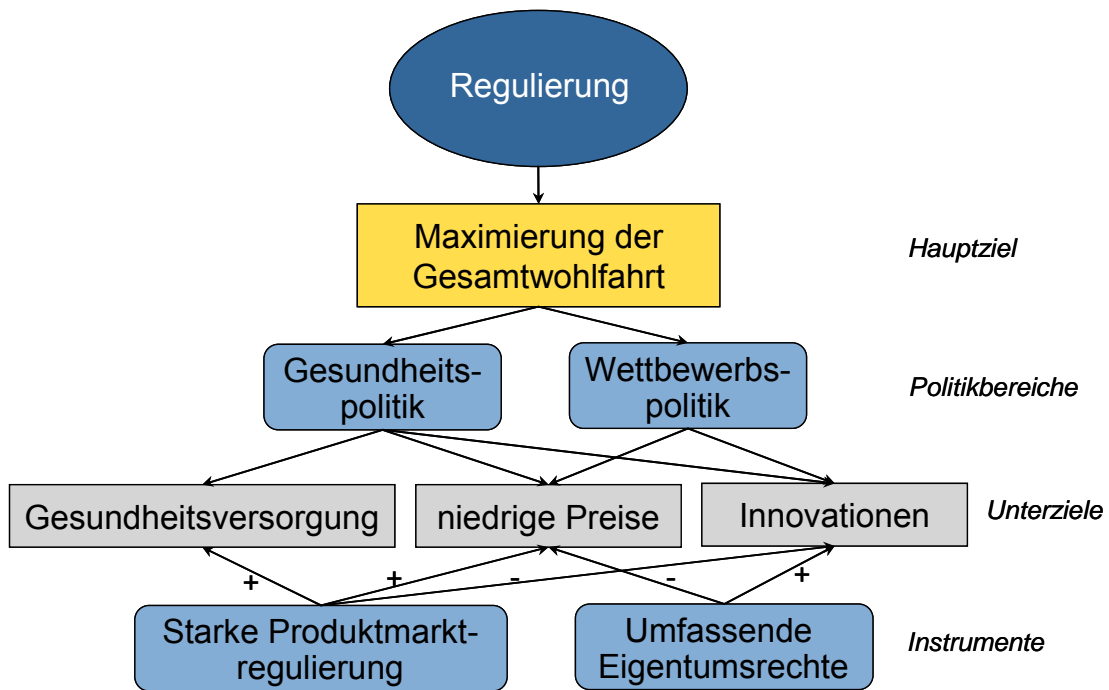 Regulierung
Maximierung der
Gesamtwohlfahrt
Hauptziel
Gesundheits-
politik
Wettbewerbs-
politik
Politikbereiche
Gesundheitsversorgung
niedrige Preise
Innovationen
Unterziele
+
+
-
-
+
Starke Produktmarkt-
regulierung
Umfassende
Eigentumsrechte
Instrumente